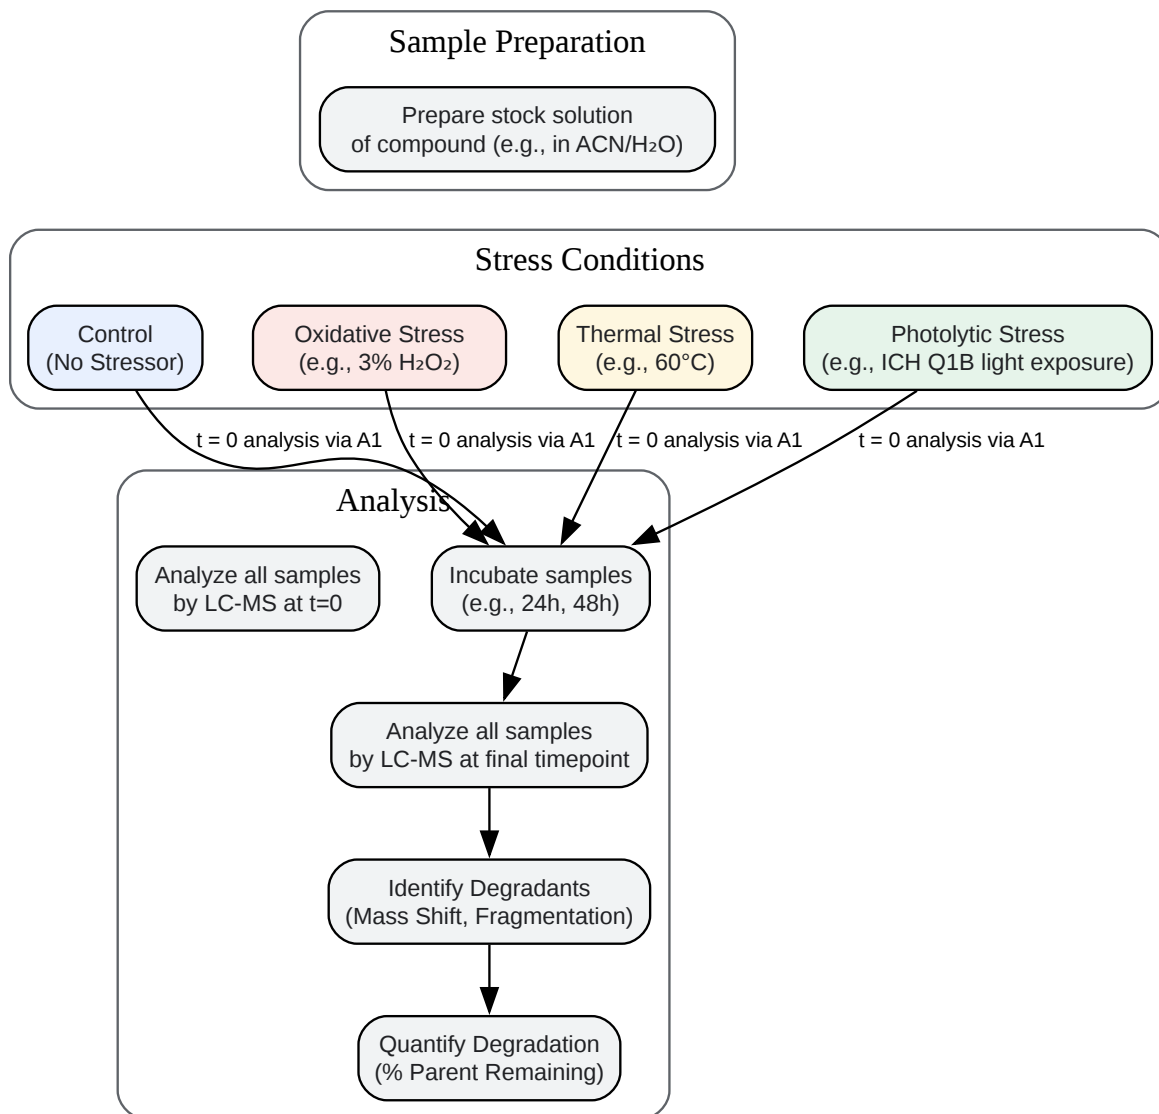 Sample Preparation
Prepare stock solution
of compound (e.g., in ACN/H₂O)
Stress Conditions
Control
(No Stressor)
Oxidative Stress
(e.g., 3% H₂O₂)
Thermal Stress
(e.g., 60°C)
Photolytic Stress
(e.g., ICH Q1B light exposure)
t = 0 analysis via A1
t = 0 analysis via A1
t = 0 analysis via A1
t = 0 analysis via A1
Analysis
Analyze all samples
by LC-MS at t=0
Incubate samples
(e.g., 24h, 48h)
Analyze all samples
by LC-MS at final timepoint
Identify Degradants
(Mass Shift, Fragmentation)
Quantify Degradation
(% Parent Remaining)